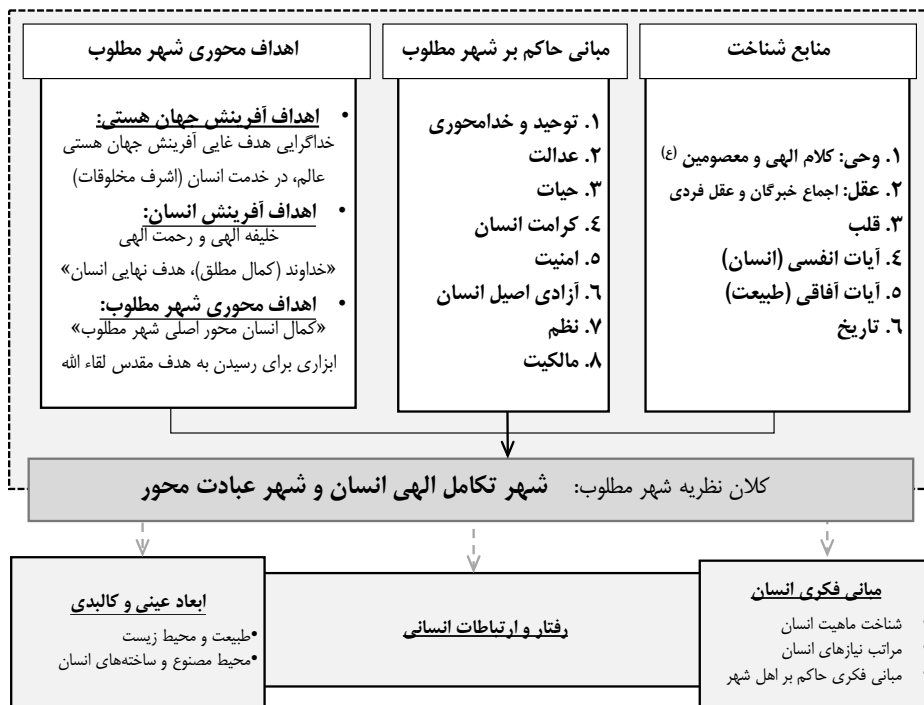 منابع شناخت
۱. وحی: کلام الهی و معصومین (ع)
۲. عقل: اجماع خبرگان و عقل فردی
۳. قلب
٤. آیات انفسی (انسان)
۵. آیات آفاقی (طبیعت)
٦. تاریخ
مبانی حاکم بر شهر مطلوب
۱. توحید و خدامحوری
۲. عدالت
۳. حیات
٤. کرامت انسان
۵. امنیت
٦. آزادی اصیل انسان
۷. نظم
۸. مالکیت
اهداف محوری شهر مطلوب
• اهداف آفرینش جهان هستی:
خداگرایی هدف غایی آفرینش جهان هستی
عالم، در خدمت انسان (اشرف مخلوقات)
• اهداف آفرینش انسان:
خلیفه الهی و رحمت الهی
«خداوند (کمال مطلق)، هدف نهایی انسان»
• اهداف محوری شهر مطلوب:
«کمال انسان محور اصلی شهر مطلوب»
ابزاری برای رسیدن به هدف مقدس لقاء الله
کلان نظریه شهر مطلوب: شهر تکامل الهی انسان و شهر عبادت محور
مبانی فکری انسان
شناخت ماهیت انسان
مراتب نیازهای انسان
مبانی فکری حاکم بر اهل شهر
رفتار و ارتباطات انسانی
ابعاد عینی و کالبدی
•طبیعت و محیط زیست
•محیط مصنوع و ساخته‌های انسان